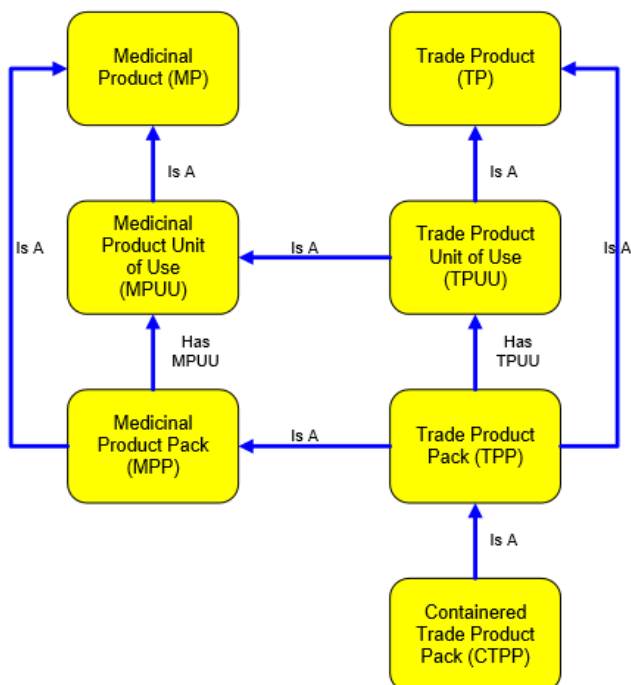 Medicinal
Product (MP)
Trade Product
(TP)
Is A
Is A
Medicinal
Product Unit
of Use
(MPUU)
Is A
Trade Product
Unit of Use
(TPUU)
Is A
Is A
Has
MPUU
Has
TPUU
Medicinal
Product Pack
(MPP)
Is A
Trade Product
Pack (TPP)
Is A
Containered
Trade Product
Pack (CTPP)